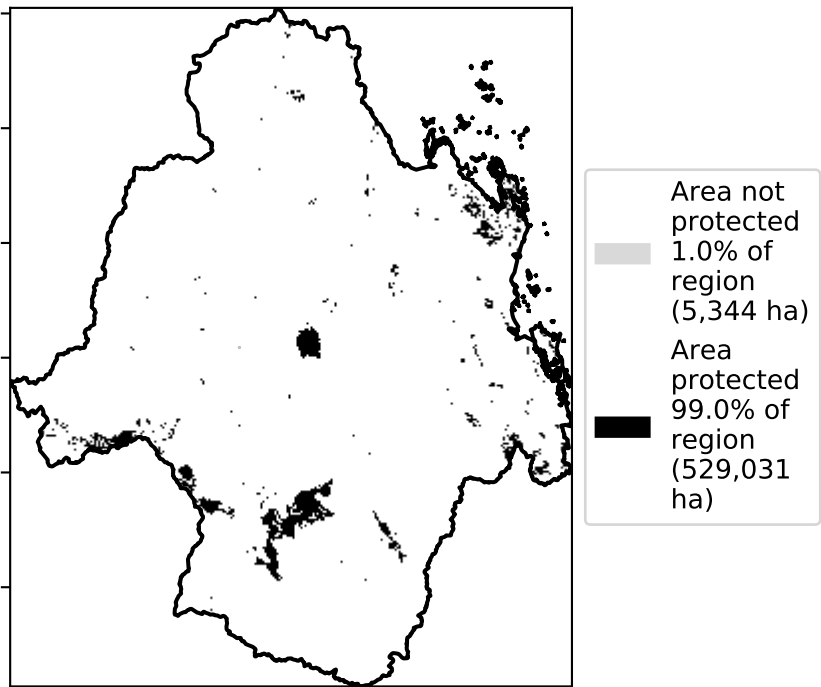 Area not
protected
1.0% of
region
(5,344 ha)
Area
protected
99.0% of
region
(529,031
ha)